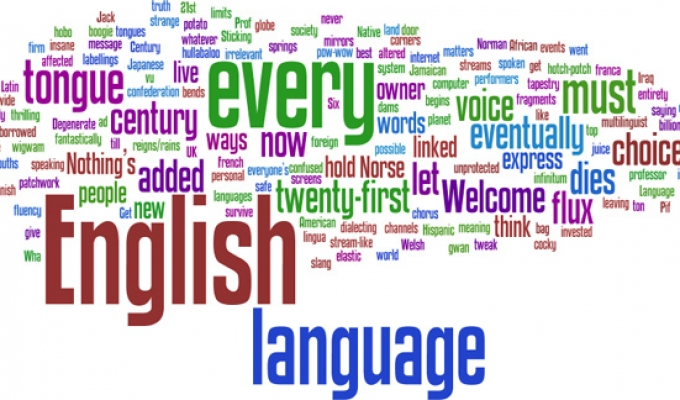 hobo strange truth 21st limits Prof globe society never Native land door
firm insane potato Sticking mirrors corners Norman African events went
message Jack whatever springs pow-wow best altered internet matters
boogie tongues hullabaloo irrelevant
affected Century
labellings Japanese live every system Jamaican streams spoken get hotch-potch franca Iraq
Latin tongue vu owner computer performers tapestry entirety
confederation bends Six begins voice fragments must saying
thrilling century dams planet like multilinguist
borrowed Degenerate ad words eventually top
wigwam fantastically till reigns/rains UK ways now foreign possible linked express juice choice
speaking Nothing's french everyone's confused hold Norse unprotected infinitum professor
patchwork added personal screens let dies Language
people languages safe twenty-first Welcome flux leaving ton Pif
fluency Get new survive chorus
give English American dialecting channels Hispanic meaning think bag invested
Wha lingua stream-like Welsh gwan tweak cocky
slang elastic world
language